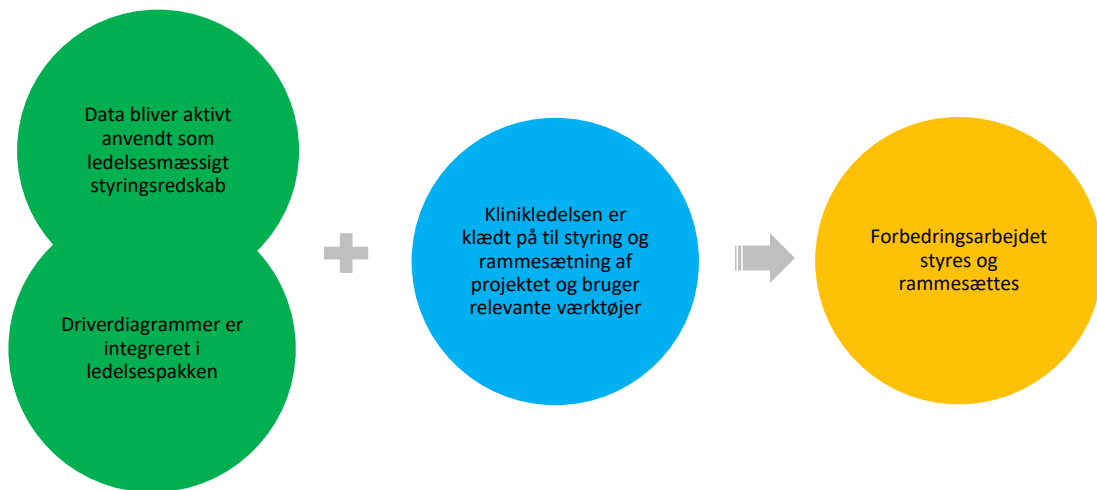 Data bliver aktivt
anvendt som
ledelsesmæssigt
styringsredskab
Driverdiagrammer er
integreret i
ledelsespakken
Klinikledelsen er
klædt på til styring og
rammesætning af
projektet og bruger
relevante værktøjer
Forbedringsarbejdet
styres og
rammesættes